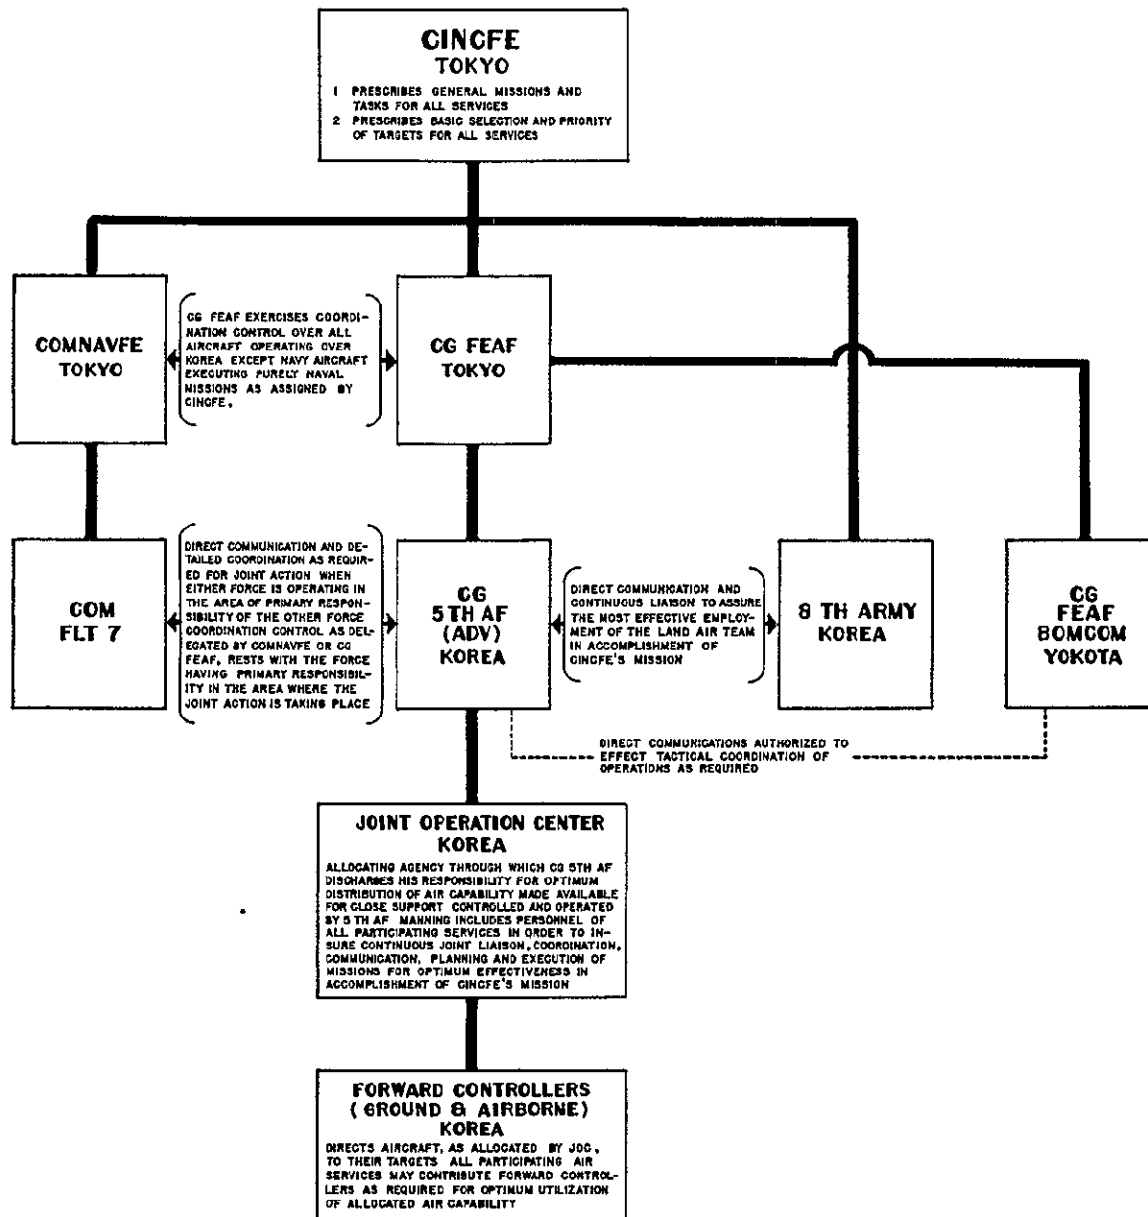 CINCFE
TOKYO
1 PRESCRIBES GENERAL MISSIONS AND
TASKS FOR ALL SERVICES
2 PRESCRIBES BASIC SELECTION AND PRIORITY
OF TARGETS FOR ALL SERVICES
COMNAVFE
TOKYO
CG FEAF EXERCISES COORDI-
NATION CONTROL OVER ALL
AIRCRAFT OPERATING OVER
KOREA EXCEPT NAVY AIRCRAFT
EXECUTING PURELY NAVAL
MISSIONS AS ASSIGNED BY
CINCFE.
CG FEAF
TOKYO
COM
FLT 7
DIRECT COMMUNICATION AND DE-
TAILED COORDINATION AS REQUIR-
ED FOR JOINT ACTION WHEN
EITHER FORCE IS OPERATING IN
THE AREA OF PRIMARY RESPON-
SIBILITY OF THE OTHER FORCE
COORDINATION CONTROL AS DEL-
EGATED BY COMNAVFE OR CG
FEAF, RESTS WITH THE FORCE
HAVING PRIMARY RESPONSIBIL-
ITY IN THE AREA WHERE THE
JOINT ACTION IS TAKING PLACE
CG
5TH AF
(ADV)
KOREA
DIRECT COMMUNICATION AND
CONTINUOUS LIAISON TO ASSURE
THE MOST EFFECTIVE EMPLOY-
MENT OF THE LAND AIR TEAM
IN ACCOMPLISHMENT OF
CINCFE'S MISSION
8 TH ARMY
KOREA
CG
FEAF
BOMCOM
YOKOTA
DIRECT COMMUNICATIONS AUTHORIZED TO
EFFECT TACTICAL COORDINATION OF
OPERATIONS AS REQUIRED
JOINT OPERATION CENTER
KOREA
ALLOCATING AGENCY THROUGH WHICH CG 5TH AF
DISCHARGES HIS RESPONSIBILITY FOR OPTIMUM
DISTRIBUTION OF AIR CAPABILITY MADE AVAILABLE
FOR CLOSE SUPPORT CONTROLLED AND OPERATED
BY 5 TH AF MANNING INCLUDES PERSONNEL OF
ALL PARTICIPATING SERVICES IN ORDER TO IN-
SURE CONTINUOUS JOINT LIAISON, COORDINATION,
COMMUNICATION, PLANNING AND EXECUTION OF
MISSIONS FOR OPTIMUM EFFECTIVENESS IN
ACCOMPLISHMENT OF CINCFE'S MISSION
FORWARD CONTROLLERS
( GROUND & AIRBORNE)
KOREA
DIRECTS AIRCRAFT, AS ALLOCATED BY JOC,
TO THEIR TARGETS ALL PARTICIPATING AIR
SERVICES MAY CONTRIBUTE FORWARD CONTROL-
LERS AS REQUIRED FOR OPTIMUM UTILIZATION
OF ALLOCATED AIR CAPABILITY